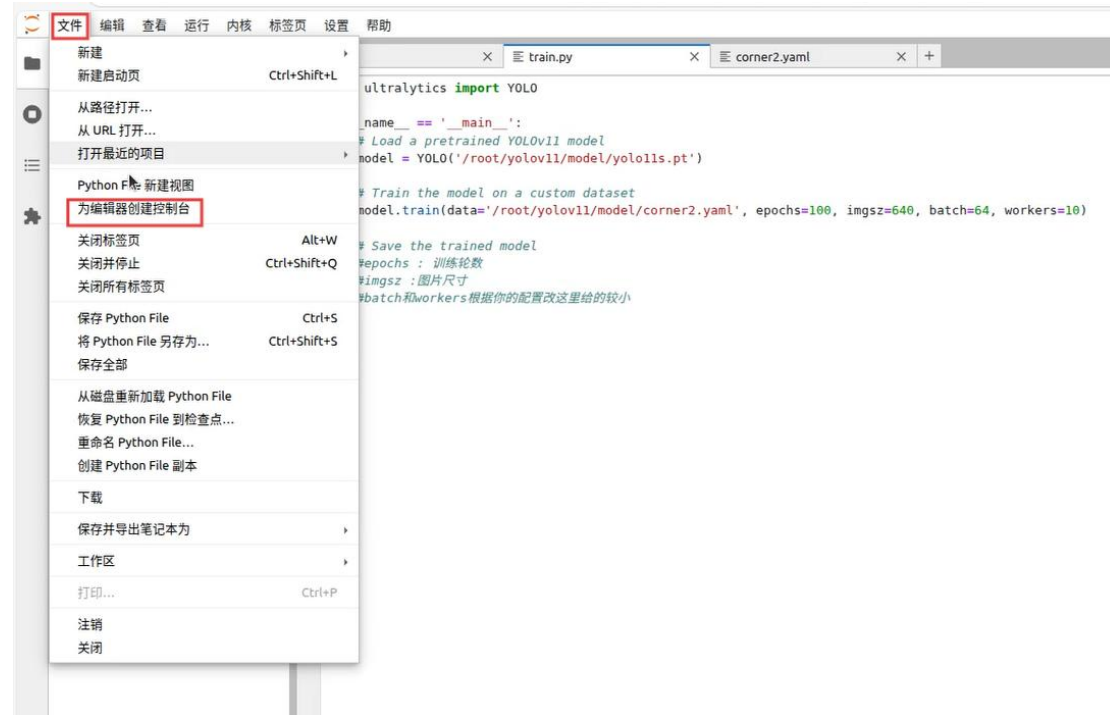 文件 编辑 查看 运行 内核 标签页 设置 帮助
train.py corner2.yaml
新建
新建启动页 Ctrl+Shift+L
从路径打开…
从 URL 打开…
打开最近的项目
Python File 新建视图
为编辑器创建控制台
关闭标签页 Alt+W
关闭并停止 Ctrl+Shift+Q
关闭所有标签页
保存 Python File Ctrl+S
将 Python File 另存为… Ctrl+Shift+S
保存全部
从磁盘重新加载 Python File
恢复 Python File 到检查点…
重命名 Python File…
创建 Python File 副本
下载
保存并导出笔记本为
工作区
打印… Ctrl+P
注销
关闭
ultralytics import YOLO
_name__ == '__main__':
# Load a pretrained YOLOv11 model
model = YOLO('/root/yolov11/model/yolo11s.pt')
# Train the model on a custom dataset
model.train(data='/root/yolov11/model/corner2.yaml', epochs=100, imgsz=640, batch=64, workers=10)
# Save the trained model
#epochs : 训练轮数
#imgsz :图片尺寸
#batch和workers根据你的配置改这里给的较小